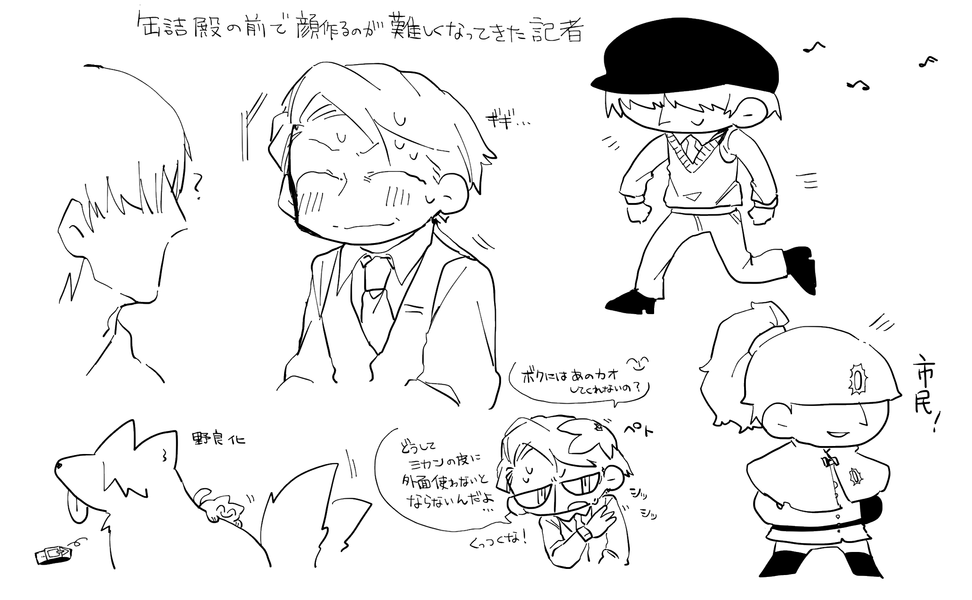 缶詰殿の前で顔作るのが難しくなってきた記者
?
ギギ…
市民!
ボクにはあのカオ
してくれないの?
ペト
野良化
どうして
ミカンの皮に
外面使わないと
ならないんだよ…
シッ
シッ
くっつくな!